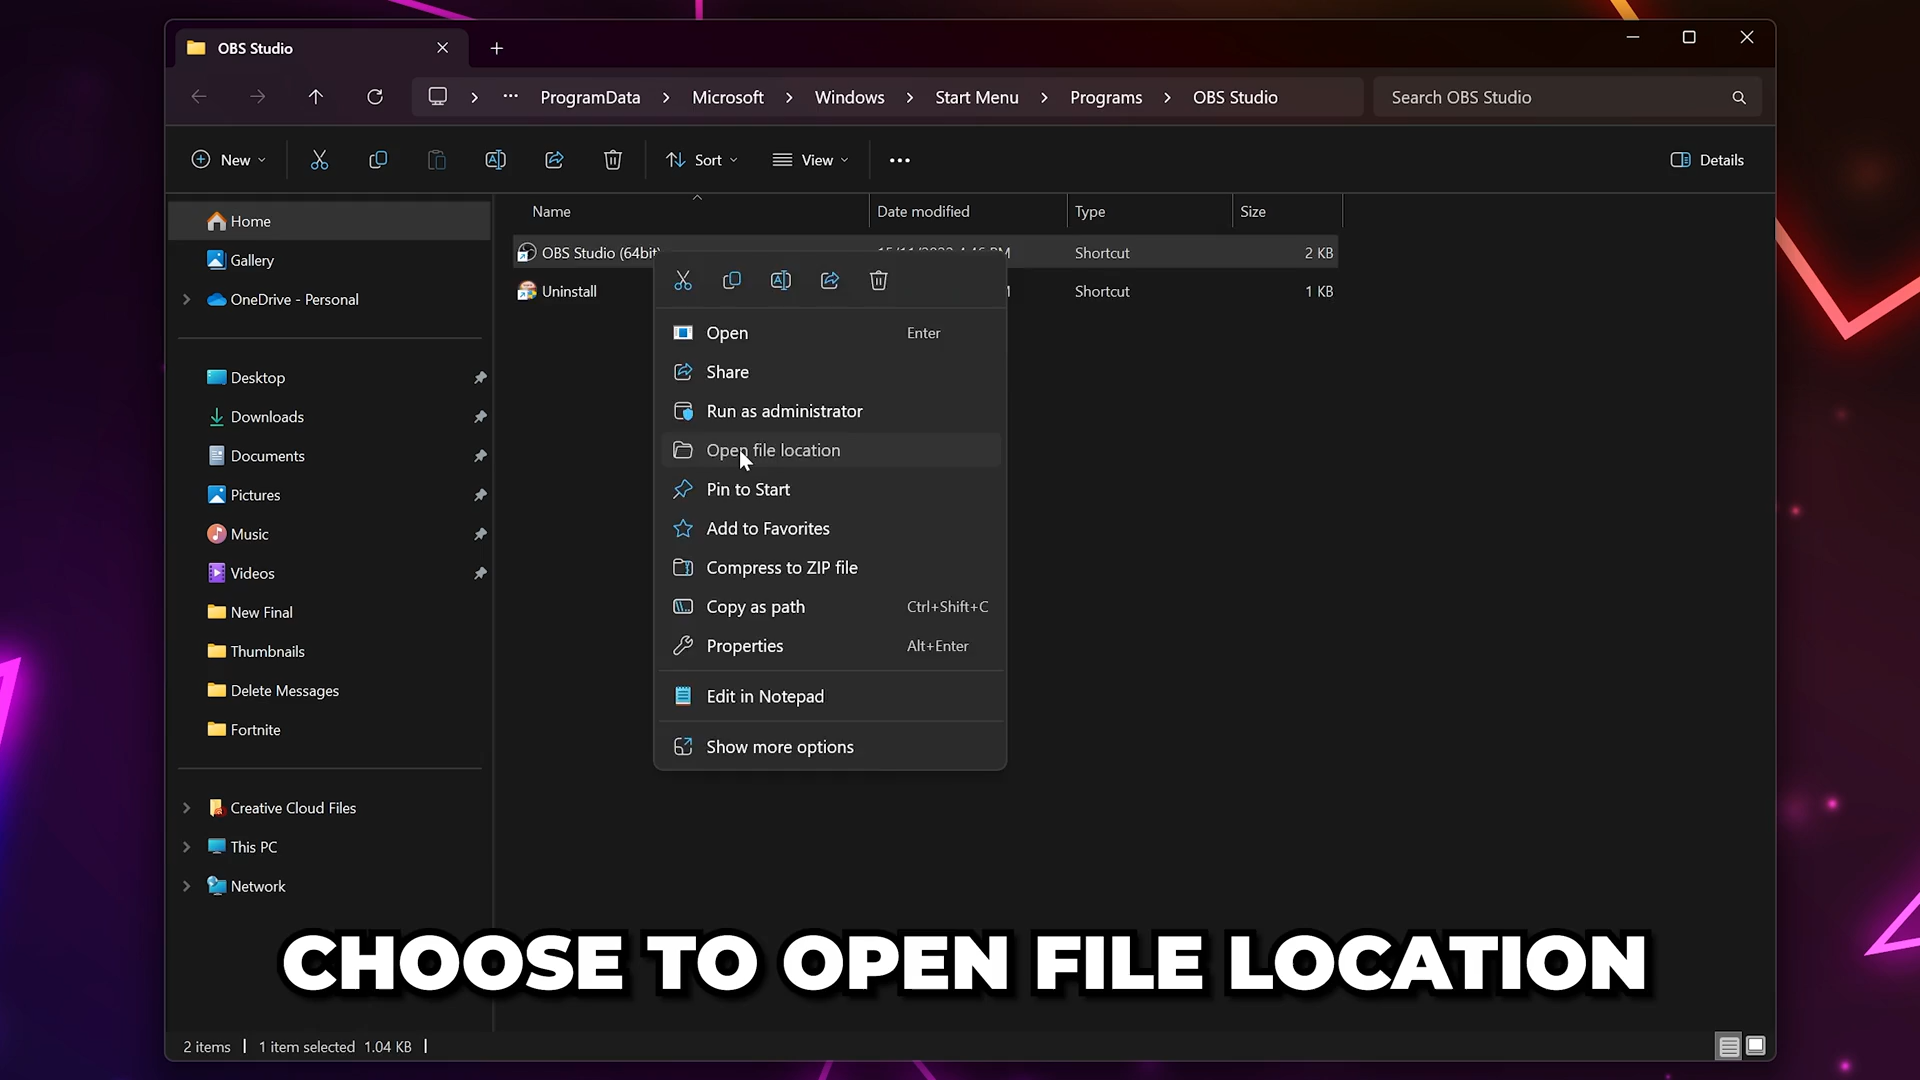 OBS Studio
ProgramData > Microsoft > Windows > Start Menu > Programs > OBS Studio
Search OBS Studio
New
Sort
View
Details
Name
Date modified
Type
Size
OBS Studio (64bit)
Shortcut
2 KB
Uninstall
Shortcut
1 KB
Home
Gallery
OneDrive - Personal
Desktop
Downloads
Documents
Pictures
Music
Videos
New Final
Thumbnails
Delete Messages
Fortnite
Creative Cloud Files
This PC
Network
Open Enter
Share
Run as administrator
Open file location
Pin to Start
Add to Favorites
Compress to ZIP file
Copy as path Ctrl+Shift+C
Properties Alt+Enter
Edit in Notepad
Show more options
CHOOSE TO OPEN FILE LOCATION
2 items | 1 item selected 1.04 KB |